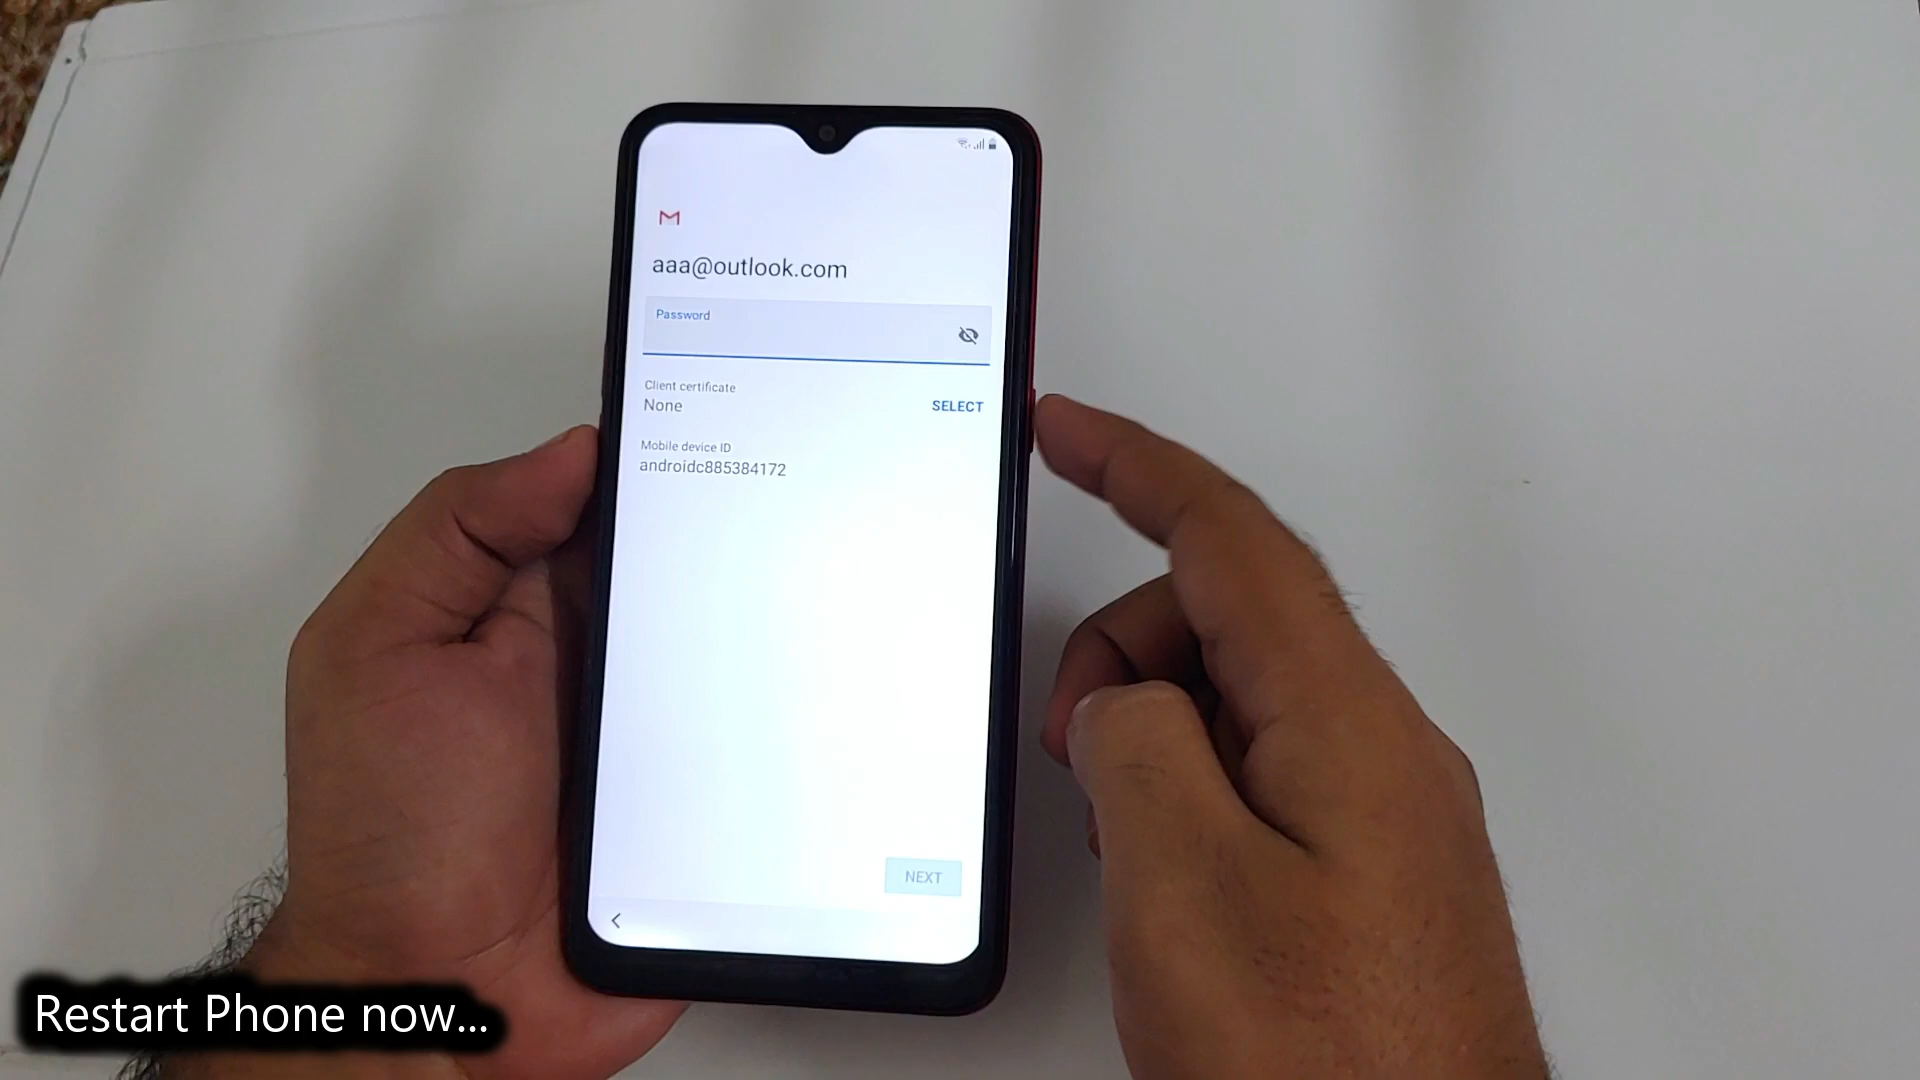 aaa@outlook.com
Password
Client certificate
None
SELECT
Mobile device ID
androidc885384172
NEXT
Restart Phone now...